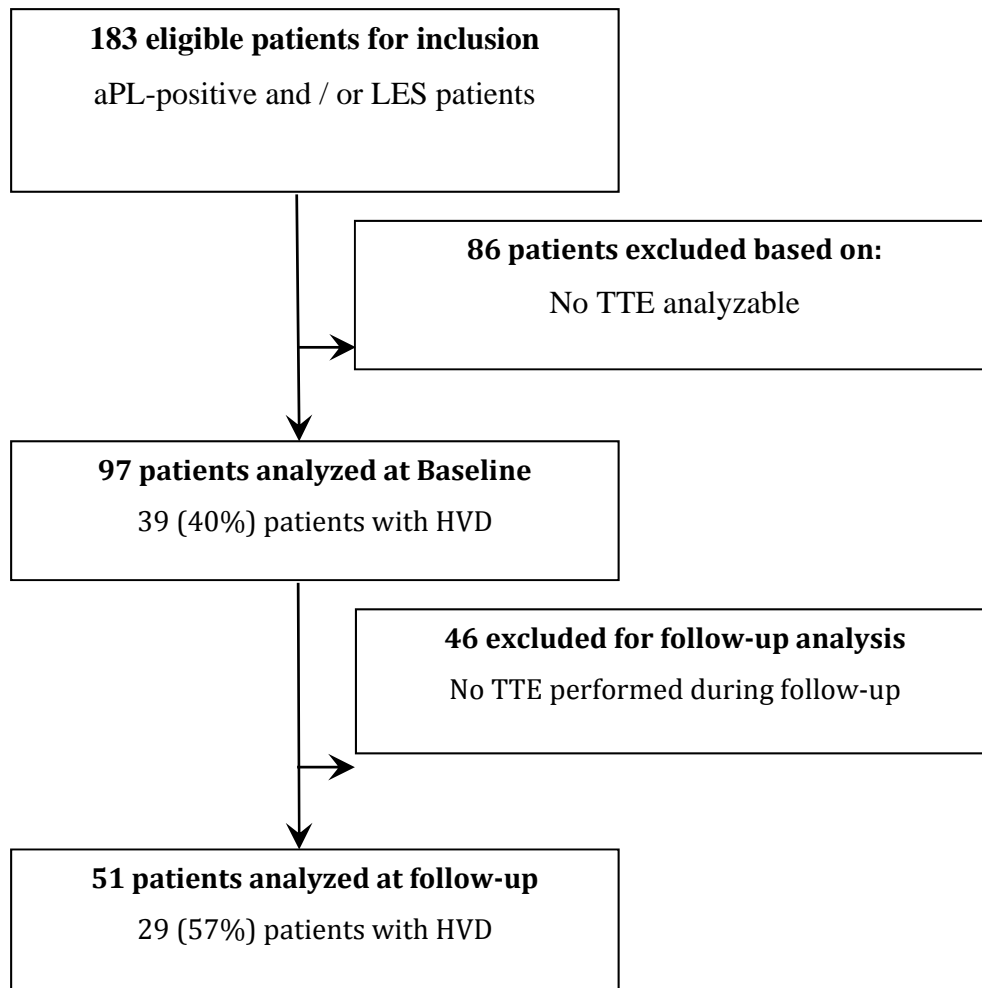 183 eligible patients for inclusion
aPL-positive and / or LES patients
86 patients excluded based on:
No TTE analyzable
97 patients analyzed at Baseline
39 (40%) patients with HVD
46 excluded for follow-up analysis
No TTE performed during follow-up
51 patients analyzed at follow-up
29 (57%) patients with HVD